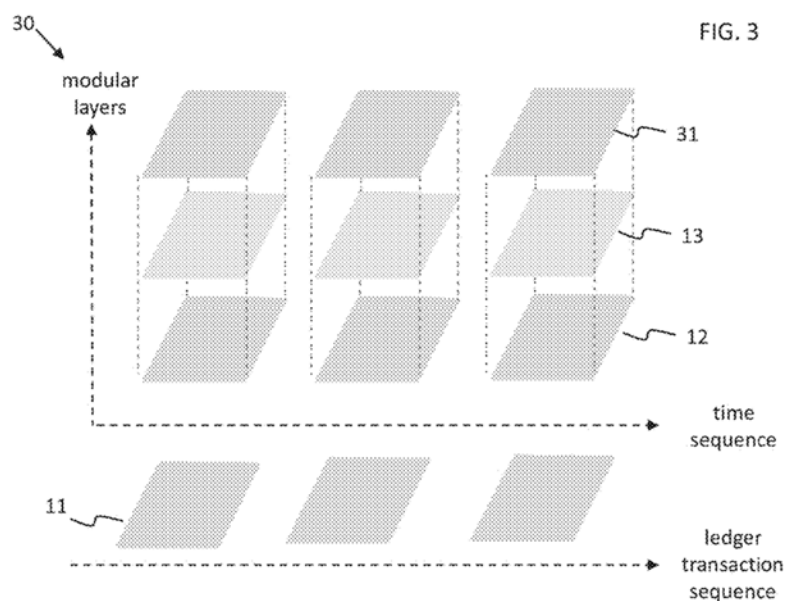 30
FIG. 3
modular
layers
31
13
12
time
sequence
11
ledger
transaction
sequence